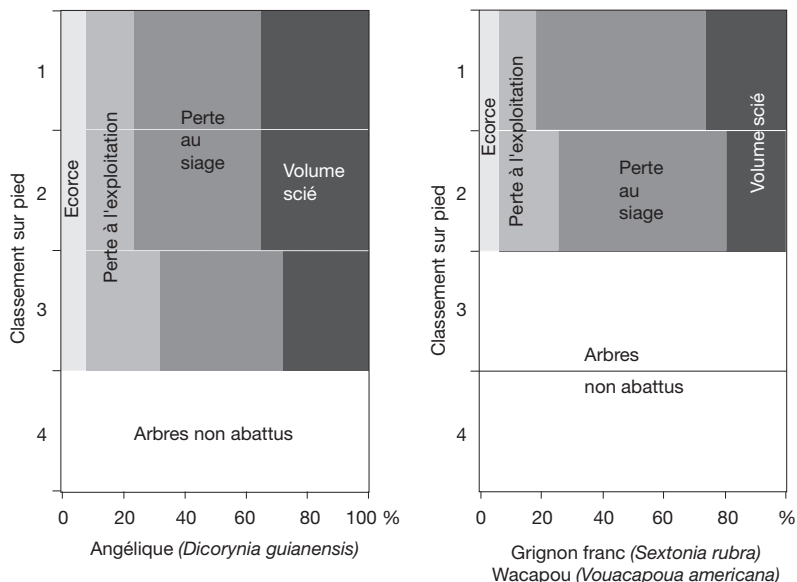 Classement sur pied
1
2
3
4
Ecorce
Perte à l'exploitation
Perte
au
siage
Volume
scié
Arbres non abattus
0 20 40 60 80 100 %
Angélique (Dicorynia guianensis)
Classement sur pied
1
2
3
4
Ecorce
Perte à l'exploitation
Perte
au
siage
Volume scié
Arbres
non abattus
0 20 40 60 80 %
Grignon franc (Sextonia rubra)
Wacapou (Vouacapoua americana)